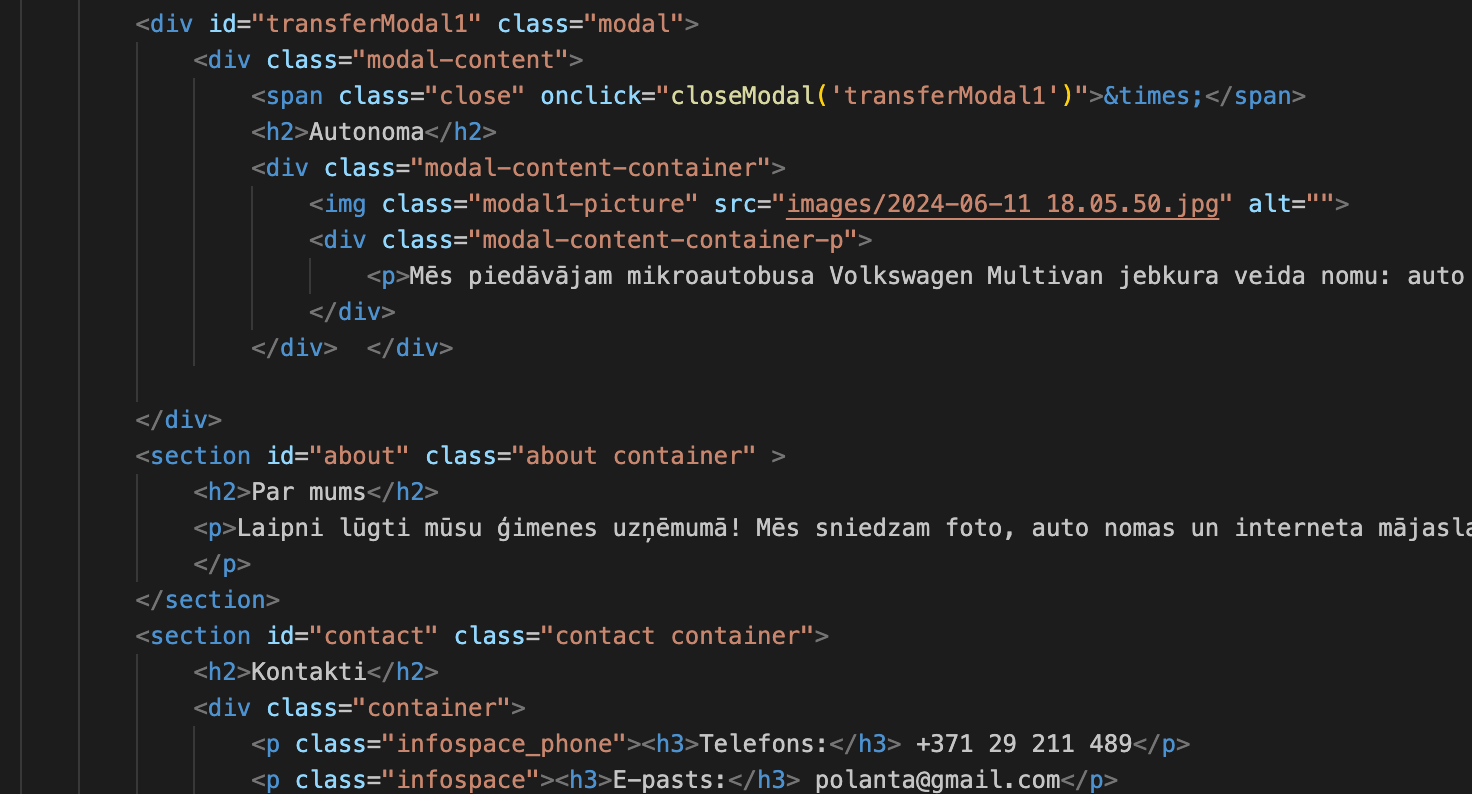 <div id="transferModal1" class="modal">
<div class="modal-content">
<span class="close" onclick="closeModal('transferModal1')">&times;</span>
<h2>Autonoma</h2>
<div class="modal-content-container">
<img class="modal1-picture" src="images/2024-06-11 18.05.50.jpg" alt="">
<div class="modal-content-container-p">
<p>Mēs piedāvājam mikroautobusa Volkswagen Multivan jebkura veida nomu: auto
</div>
</div>  </div>
</div>
<section id="about" class="about container" >
<h2>Par mums</h2>
<p>Laipni lūgti mūsu ģimenes uzņēmumā! Mēs sniedzam foto, auto nomas un interneta
</p>
</section>
<section id="contact" class="contact container">
<h2>Kontakti</h2>
<div class="container">
<p class="infospace_phone"><h3>Telefons:</h3> +371 29 211 489</p>
<p class="infospace"><h3>E-pasts:</h3> polanta@gmail.com</p>